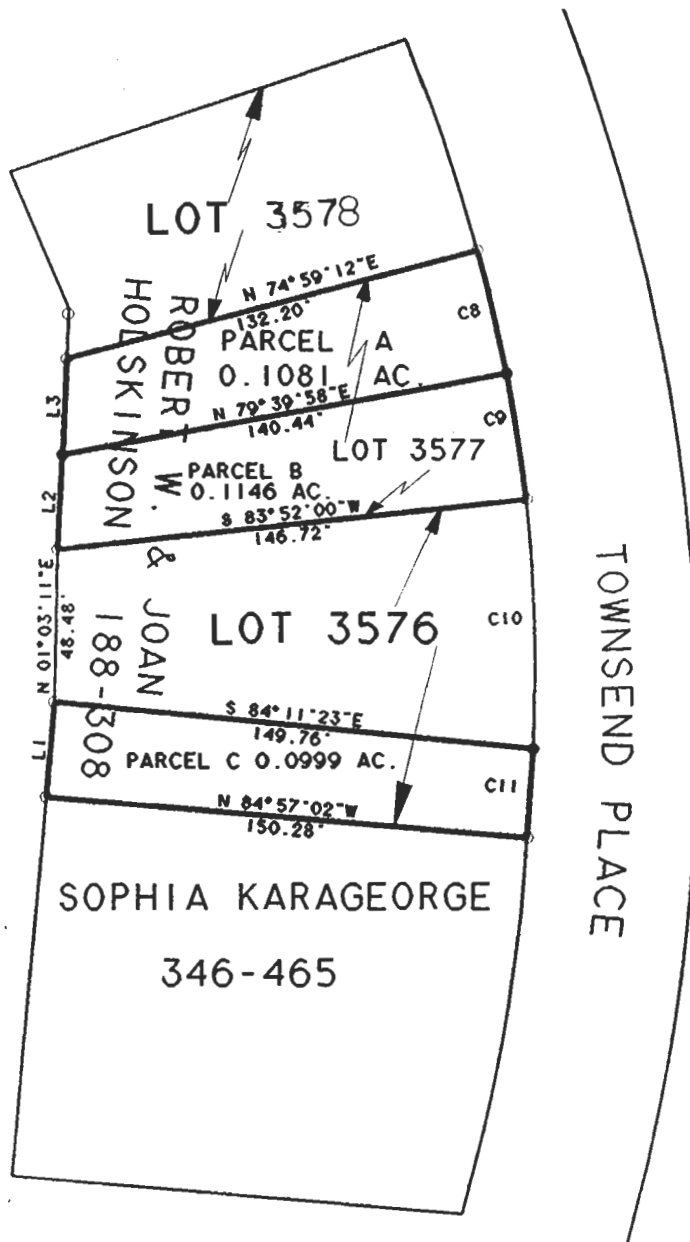 LOT 3578
N 74°59'12"E
132.20'
C8
PARCEL A
0.1081 AC.
L3
N 79°39'58"E
140.44'
C9
LOT 3577
PARCEL B
0.1146 AC.
L2
S 83°52'00"W
146.72'
ROBERT W. & JOAN
HOLSKINSON
188-308
N 01°03'11"E
48.48'
LOT 3576
C10
S 84°11'23"E
149.76'
L1
PARCEL C 0.0999 AC.
C11
N 84°57'02"W
150.28'
TOWNSEND PLACE
SOPHIA KARAGEORGE
346-465